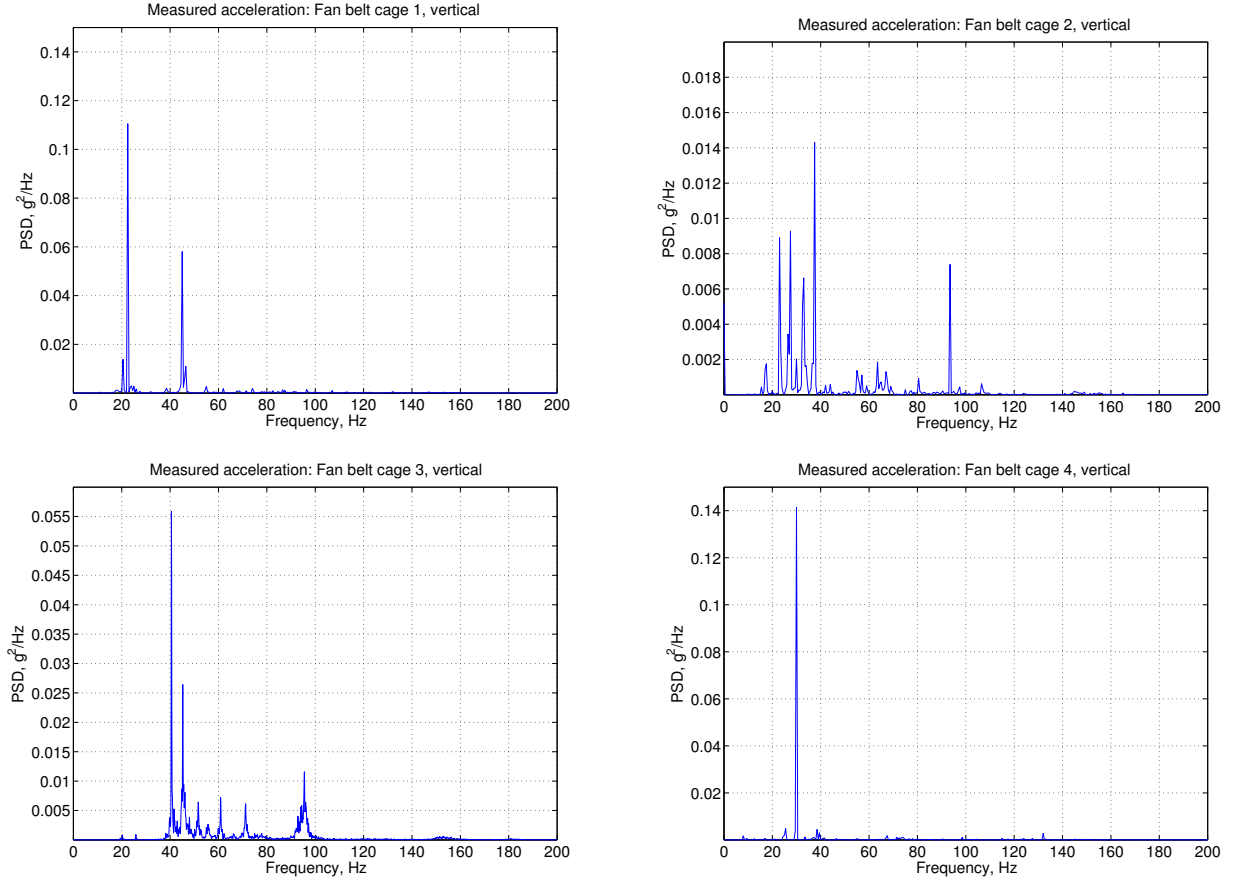 Measured acceleration: Fan belt cage 1, vertical
0.14
0.12
0.1
0.08
0.06
0.04
0.02
PSD, g²/Hz
0 20 40 60 80 100 120 140 160 180 200
Frequency, Hz
Measured acceleration: Fan belt cage 2, vertical
0.018
0.016
0.014
0.012
0.01
0.008
0.006
0.004
0.002
PSD, g²/Hz
0 20 40 60 80 100 120 140 160 180 200
Frequency, Hz
Measured acceleration: Fan belt cage 3, vertical
0.055
0.05
0.045
0.04
0.035
0.03
0.025
0.02
0.015
0.01
0.005
PSD, g²/Hz
0 20 40 60 80 100 120 140 160 180 200
Frequency, Hz
Measured acceleration: Fan belt cage 4, vertical
0.14
0.12
0.1
0.08
0.06
0.04
0.02
PSD, g²/Hz
0 20 40 60 80 100 120 140 160 180 200
Frequency, Hz